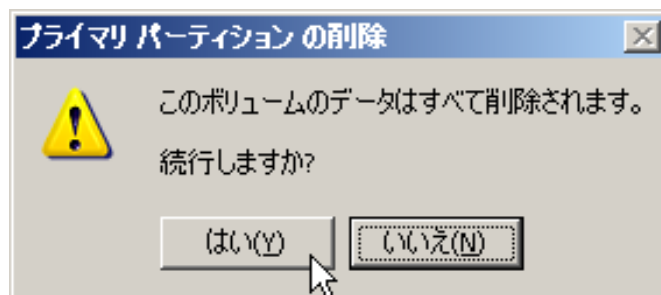 プライマリ パーティション の削除
このボリュームのデータはすべて削除されます。
続行しますか?
はい(Y) いいえ(N)